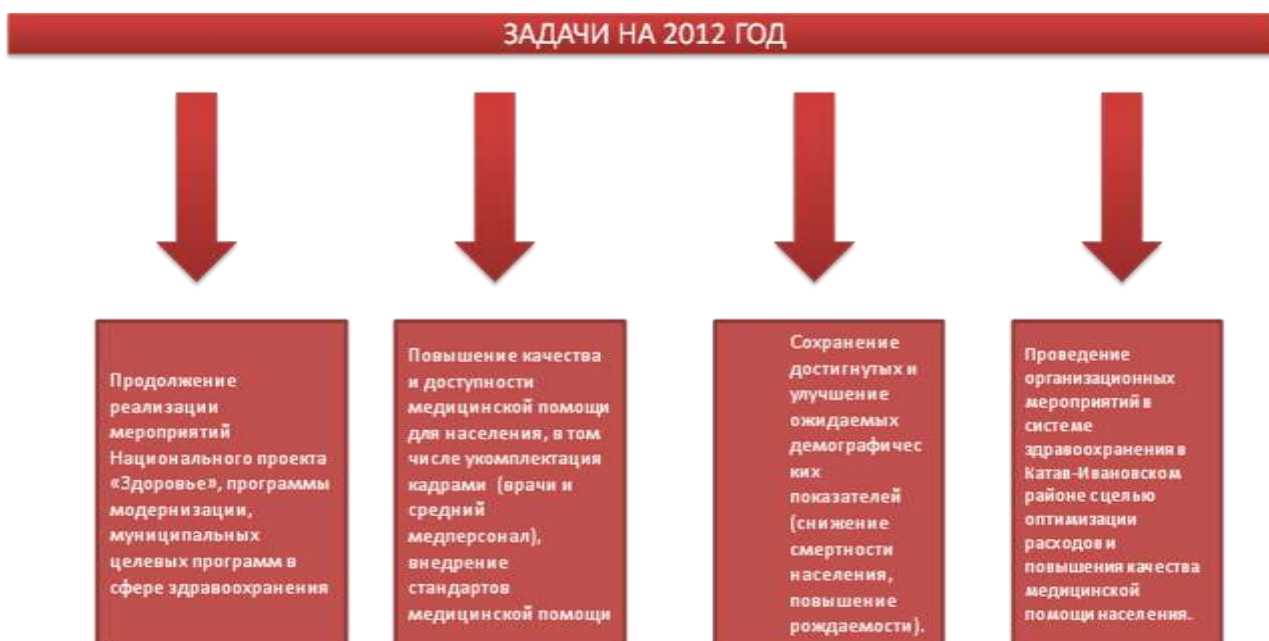 ЗАДАЧИ НА 2012 ГОД
Продолжение
реализации
мероприятий
Национального проекта
«Здоровье», программы
модернизации,
муниципальных
целевых программ в
сфере здравоохранения
Повышение качества
и доступности
медицинской помощи
для населения, в том
числе укомплектация
кадрами (врачи и
средний
медперсонал),
внедрение
стандартов
медицинской помощи
Сохранение
достигнутых и
улучшение
ожидаемых
демографичес
ких
показателей
(снижение
смертности
населения,
повышение
рождаемости).
Проведение
организационных
мероприятий в
системе
здравоохранения в
Катав-Ивановском
районе с целью
оптимизации
расходов и
повышения качества
медицинской
помощи населения.